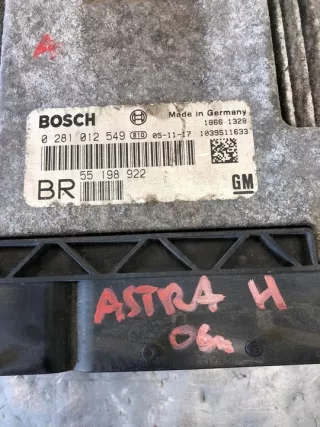 BOSCH
Made in Germany
1866 1328
0 281 012 549 810 05-11-17 1039S11633
55 198 922
BR
GM
ASTRA H
06